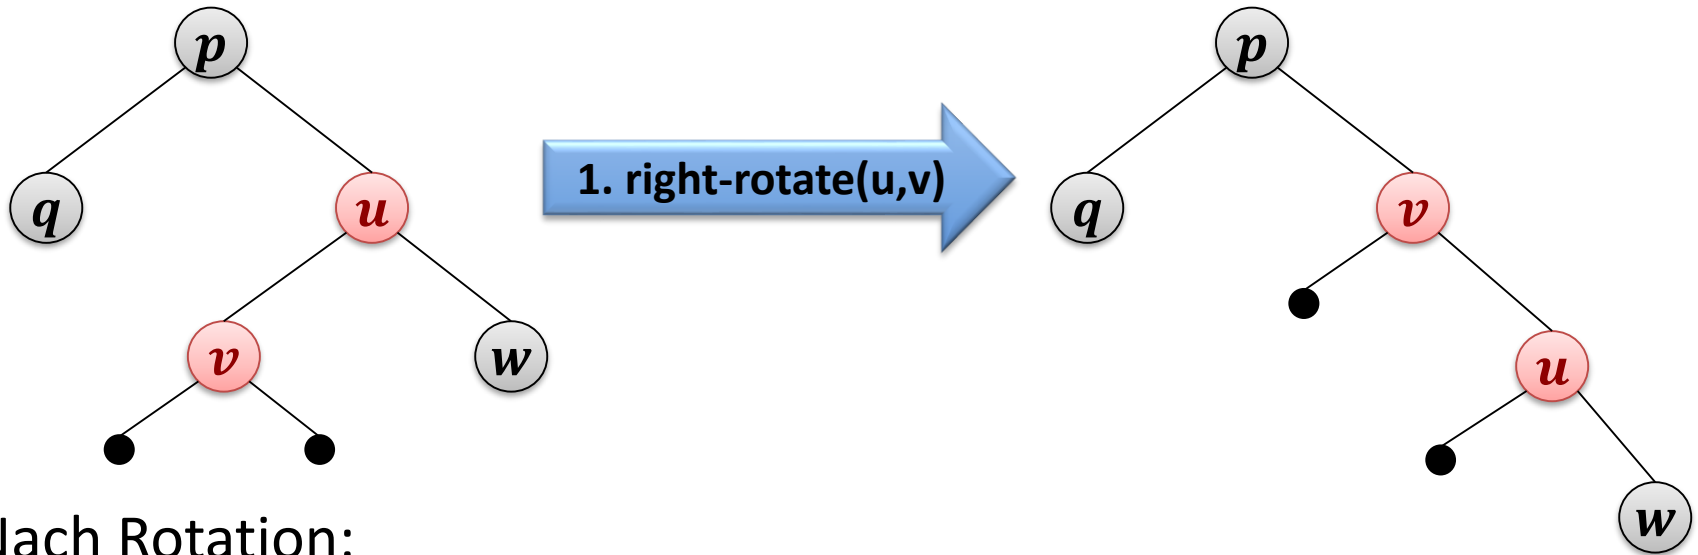 p
p
1. right-rotate(u,v)
q
u
q
v
v
w
u
w
Nach Rotation: